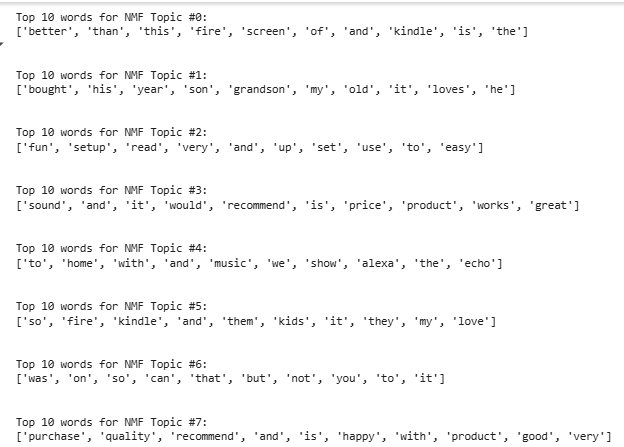 Top 10 words for NMF Topic #0:
['better', 'than', 'this', 'fire', 'screen', 'of', 'and', 'kindle', 'is', 'the']
Top 10 words for NMF Topic #1:
['bought', 'his', 'year', 'son', 'grandson', 'my', 'old', 'it', 'loves', 'he']
Top 10 words for NMF Topic #2:
['fun', 'setup', 'read', 'very', 'and', 'up', 'set', 'use', 'to', 'easy']
Top 10 words for NMF Topic #3:
['sound', 'and', 'it', 'would', 'recommend', 'is', 'price', 'product', 'works', 'great']
Top 10 words for NMF Topic #4:
['to', 'home', 'with', 'and', 'music', 'we', 'show', 'alexa', 'the', 'echo']
Top 10 words for NMF Topic #5:
['so', 'fire', 'kindle', 'and', 'them', 'kids', 'it', 'they', 'my', 'love']
Top 10 words for NMF Topic #6:
['was', 'on', 'so', 'can', 'that', 'but', 'not', 'you', 'to', 'it']
Top 10 words for NMF Topic #7:
['purchase', 'quality', 'recommend', 'and', 'is', 'happy', 'with', 'product', 'good', 'very']